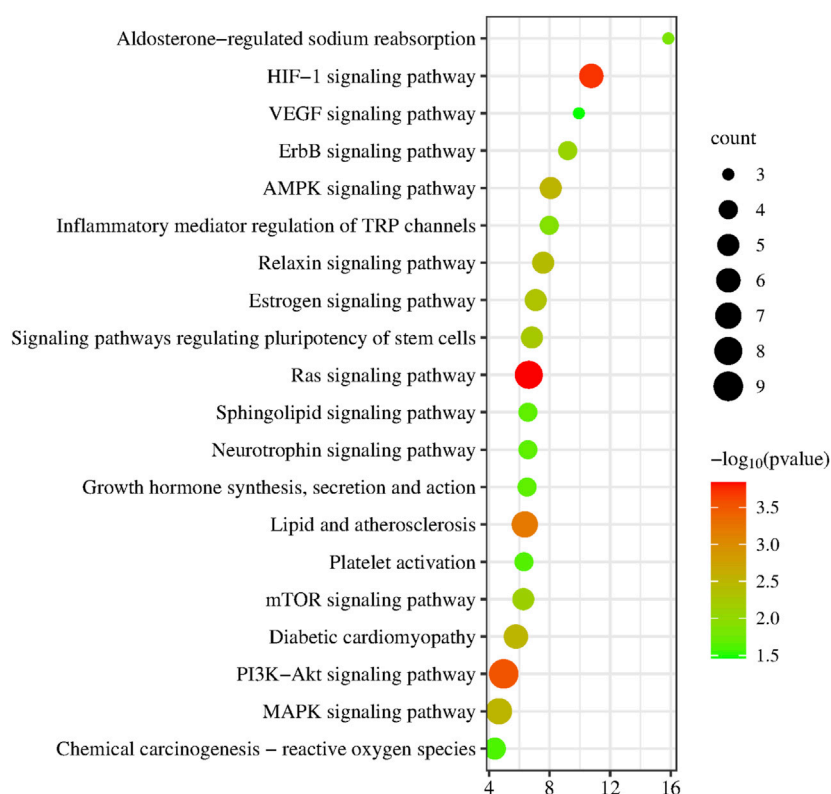 Aldosterone−regulated sodium reabsorption
HIF−1 signaling pathway
VEGF signaling pathway
ErbB signaling pathway
AMPK signaling pathway
Inflammatory mediator regulation of TRP channels
Relaxin signaling pathway
Estrogen signaling pathway
Signaling pathways regulating pluripotency of stem cells
Ras signaling pathway
Sphingolipid signaling pathway
Neurotrophin signaling pathway
Growth hormone synthesis, secretion and action
Lipid and atherosclerosis
Platelet activation
mTOR signaling pathway
Diabetic cardiomyopathy
PI3K−Akt signaling pathway
MAPK signaling pathway
Chemical carcinogenesis − reactive oxygen species
4 8 12 16
count
3
4
5
6
7
8
9
−log₁₀(pvalue)
3.5
3.0
2.5
2.0
1.5